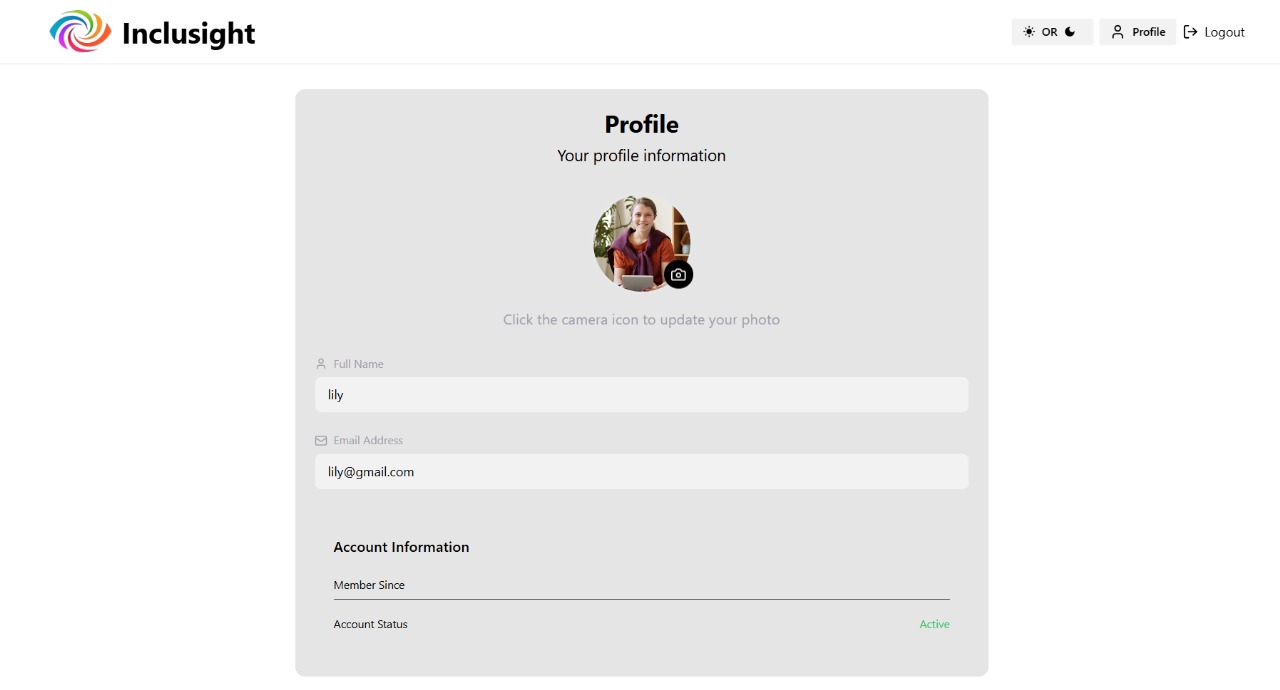 Inclusight
OR
Profile
Logout
Profile
Your profile information
Click the camera icon to update your photo
Full Name
lily
Email Address
lily@gmail.com
Account Information
Member Since
Account Status
Active